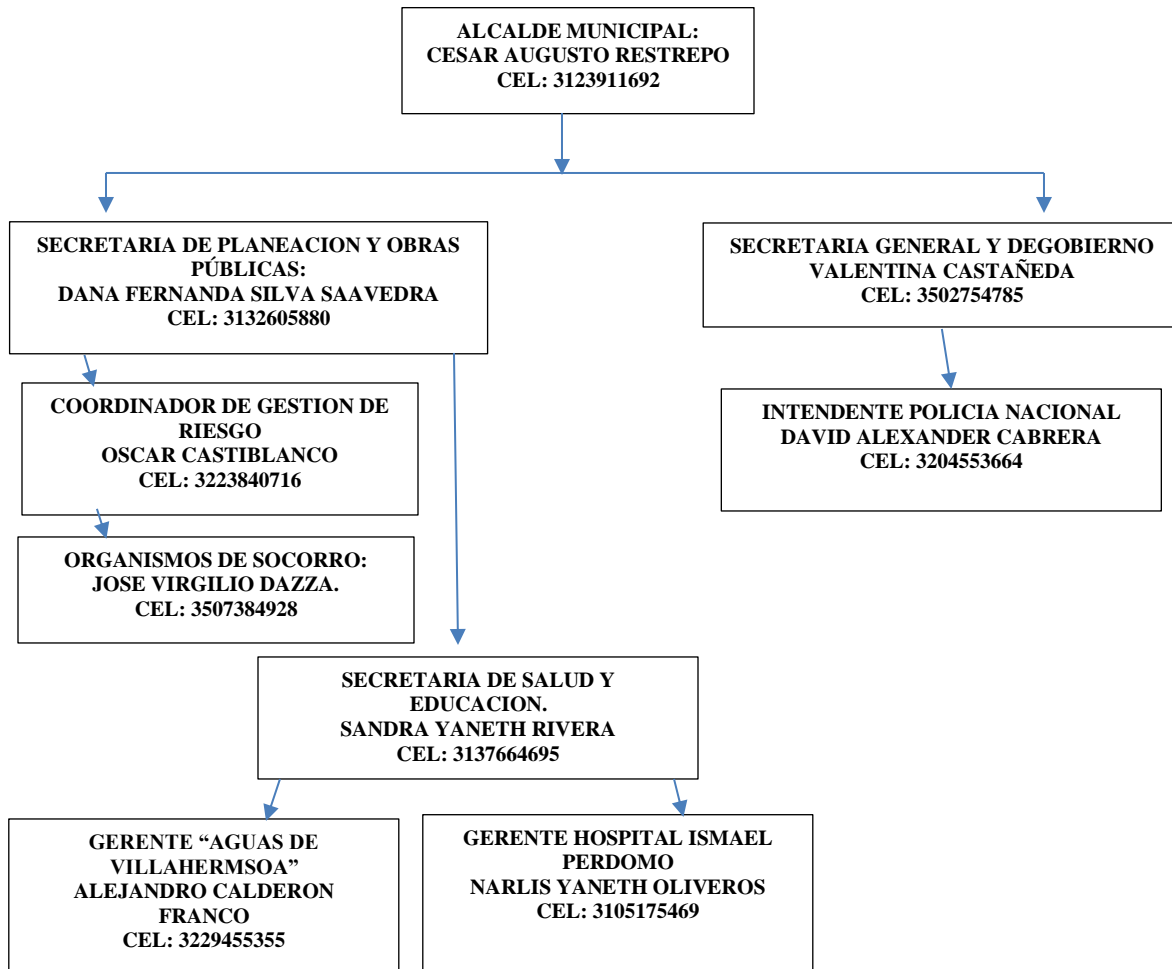 ALCALDE MUNICIPAL:
CESAR AUGUSTO RESTREPO
CEL: 3123911692
SECRETARIA DE PLANEACION Y OBRAS
PÚBLICAS:
DANA FERNANDA SILVA SAAVEDRA
CEL: 3132605880
SECRETARIA GENERAL Y DEGOBIERNO
VALENTINA CASTAÑEDA
CEL: 3502754785
COORDINADOR DE GESTION DE
RIESGO
OSCAR CASTIBLANCO
CEL: 3223840716
INTENDENTE POLICIA NACIONAL
DAVID ALEXANDER CABRERA
CEL: 3204553664
ORGANISMOS DE SOCORRO:
JOSE VIRGILIO DAZZA.
CEL: 3507384928
SECRETARIA DE SALUD Y
EDUCACION.
SANDRA YANETH RIVERA
CEL: 3137664695
GERENTE “AGUAS DE
VILLAHERMSOA”
ALEJANDRO CALDERON
FRANCO
CEL: 3229455355
GERENTE HOSPITAL ISMAEL
PERDOMO
NARLIS YANETH OLIVEROS
CEL: 3105175469